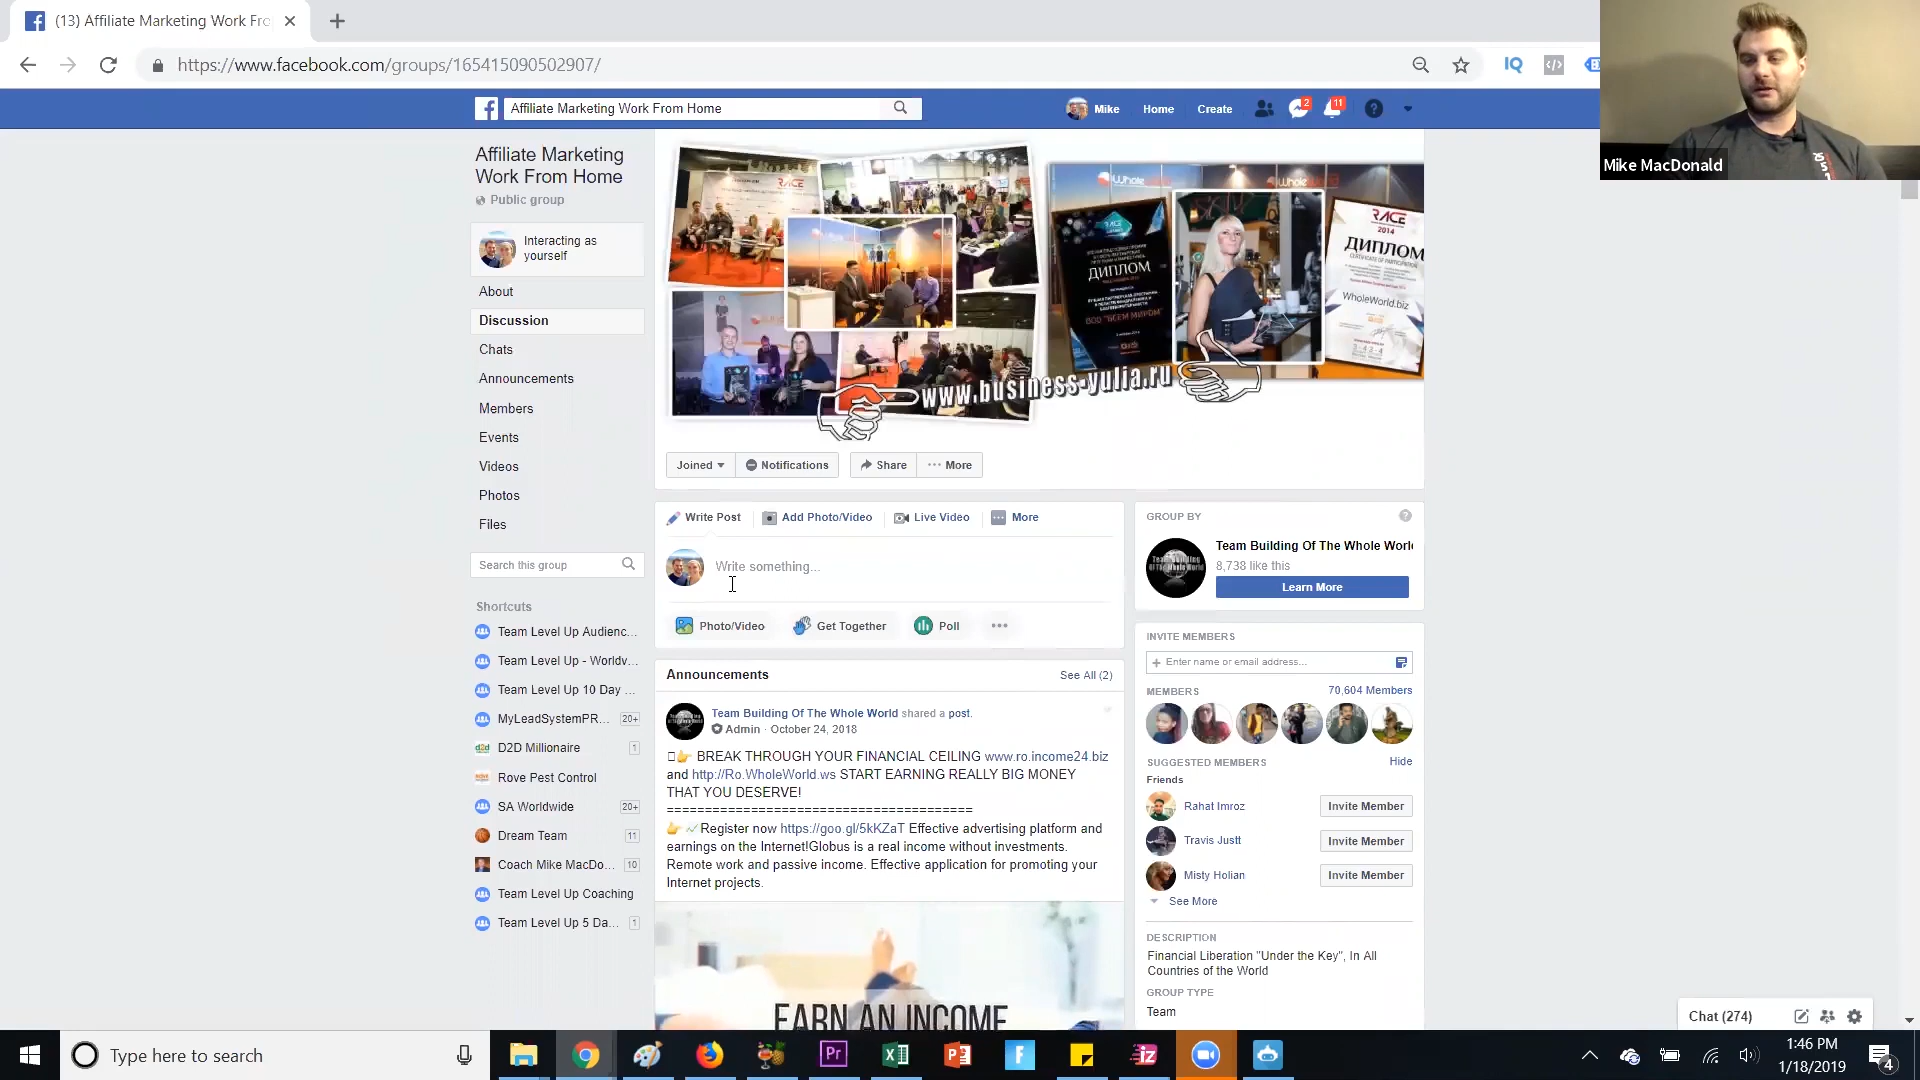 (13) Affiliate Marketing Work Fro
https://www.facebook.com/groups/165415090502907/
IQ
Mike MacDonald
Affiliate Marketing Work From Home
Mike
Home
Create
2
11
Affiliate Marketing
Work From Home
Public group
Interacting as
yourself
About
Discussion
Chats
Announcements
Members
Events
Videos
Photos
Files
Search this group
Shortcuts
Team Level Up Audienc...
Team Level Up - Worldv...
Team Level Up 10 Day ...
MyLeadSystemPR... 20+
D2D Millionaire 1
Rove Pest Control
SA Worldwide 20+
Dream Team 11
Coach Mike MacDo... 10
Team Level Up Coaching
Team Level Up 5 Da... 1
RACE
ДИПЛОМ
RACE
2014
ДИПЛОМ
WholeWorld.biz
www.business-yulia.ru
Joined
Notifications
Share
More
Write Post
Add Photo/Video
Live Video
More
Write something...
Photo/Video
Get Together
Poll
Announcements
See All (2)
Team Building Of The Whole World shared a post.
Admin · October 24, 2018
BREAK THROUGH YOUR FINANCIAL CEILING www.ro.income24.biz
and http://Ro.WholeWorld.ws START EARNING REALLY BIG MONEY
THAT YOU DESERVE!
========================================
Register now https://goo.gl/5kKZaT Effective advertising platform and
earnings on the Internet!Globus is a real income without investments.
Remote work and passive income. Effective application for promoting your
Internet projects.
EARN AN INCOME
GROUP BY
Team Building Of The Whole World
8,738 like this
Learn More
INVITE MEMBERS
Enter name or email address...
MEMBERS
70,604 Members
SUGGESTED MEMBERS
Hide
Friends
Rahat Imroz
Invite Member
Travis Justt
Invite Member
Misty Holian
Invite Member
See More
DESCRIPTION
Financial Liberation "Under the Key", In All
Countries of the World
GROUP TYPE
Team
Chat (274)
Type here to search
Pr
F
iz
1:46 PM
1/18/2019
4